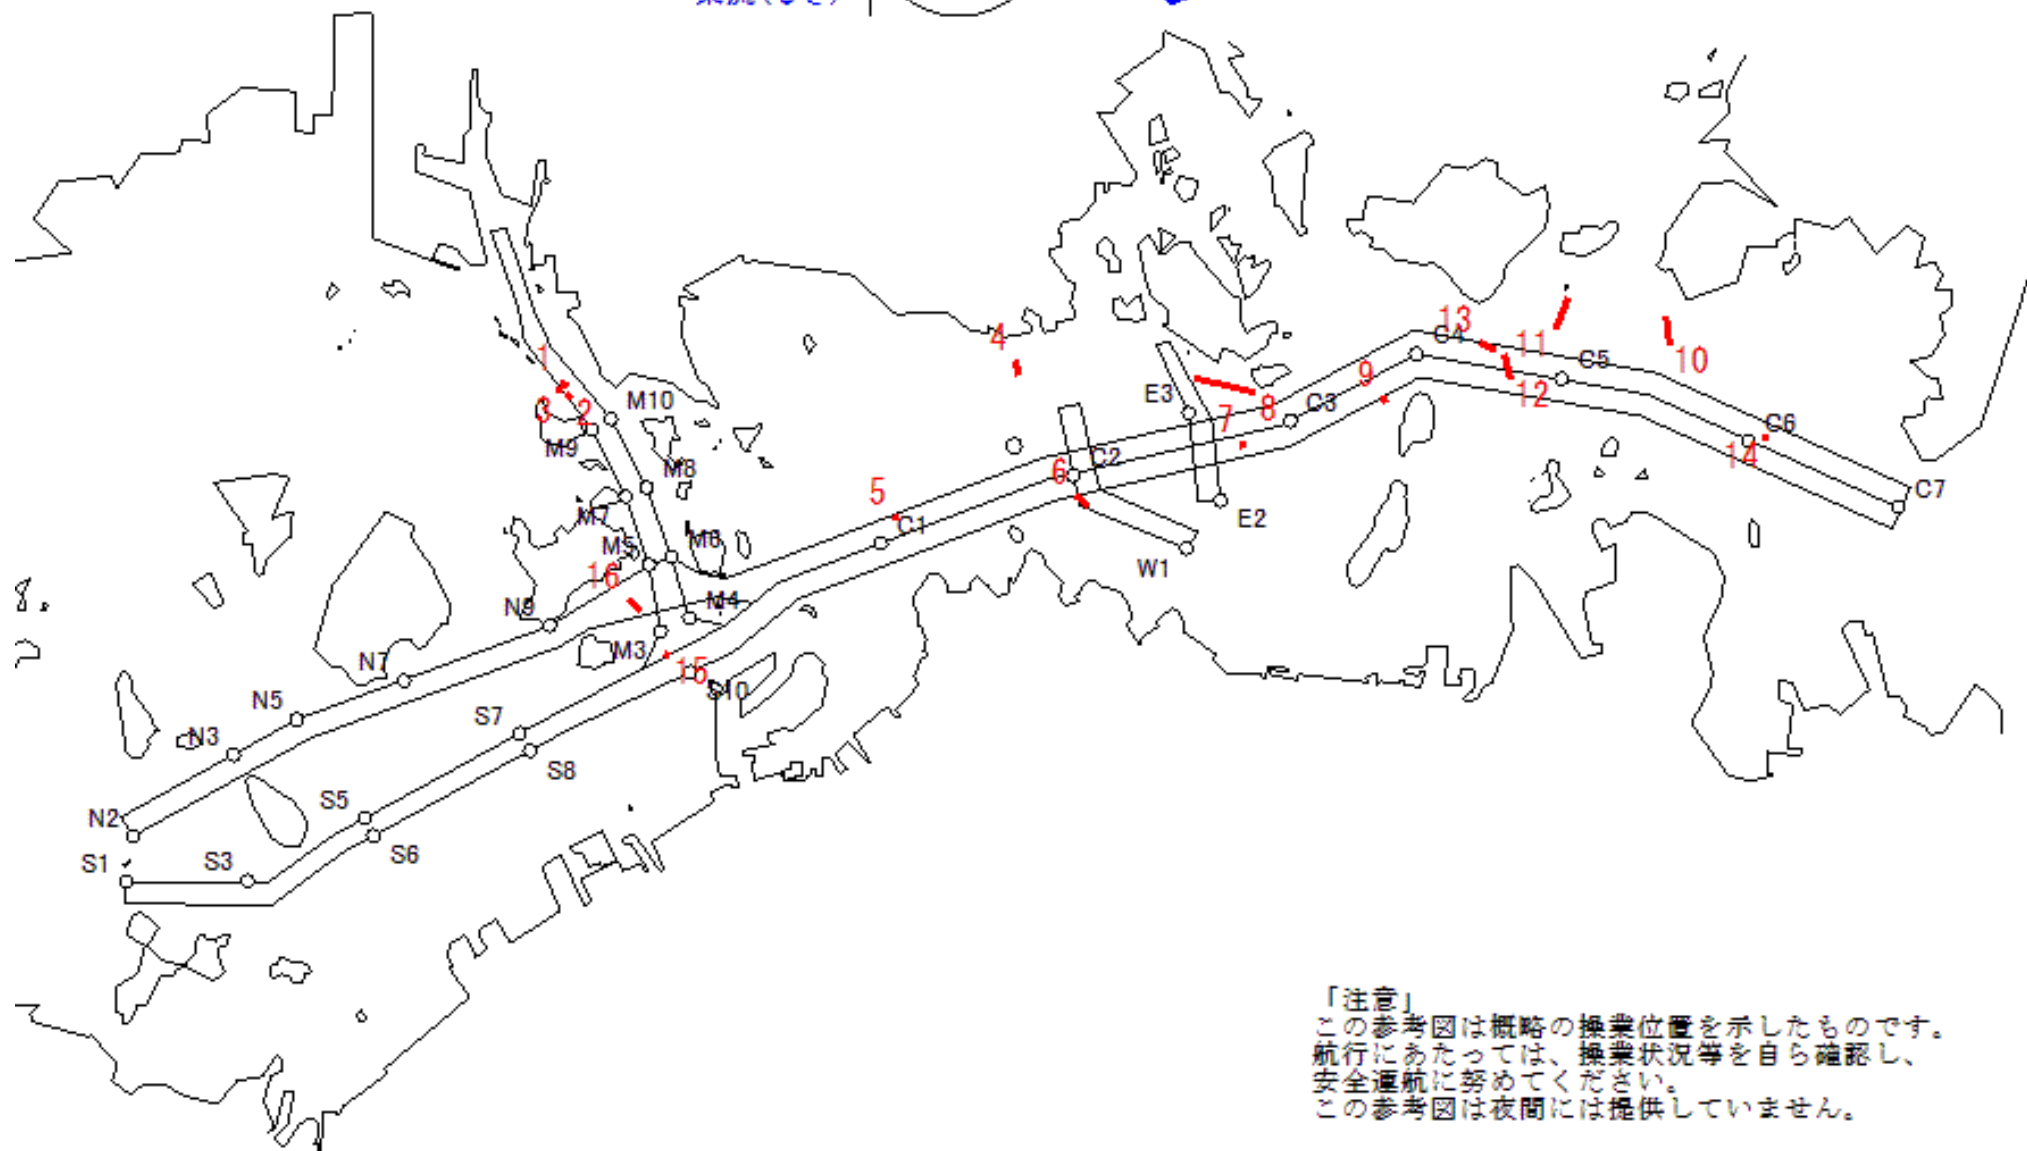 C4
13
11
C5
10
12
4
1
M10
3
2
M9
M8
E3
9
7
8
C3
C6
14
6
C2
5
C1
M7
C7
E2
W1
M5
M6
16
N9
M4
M3
15
S10
N7
N5
N3
S7
S8
N2
S5
S1
S3
S6
「注意」
この参考図は概略の操業位置を示したものです。
航行にあたっては、操業状況等を自ら確認し、
安全運航に努めてください。
この参考図は夜間には提供していません。